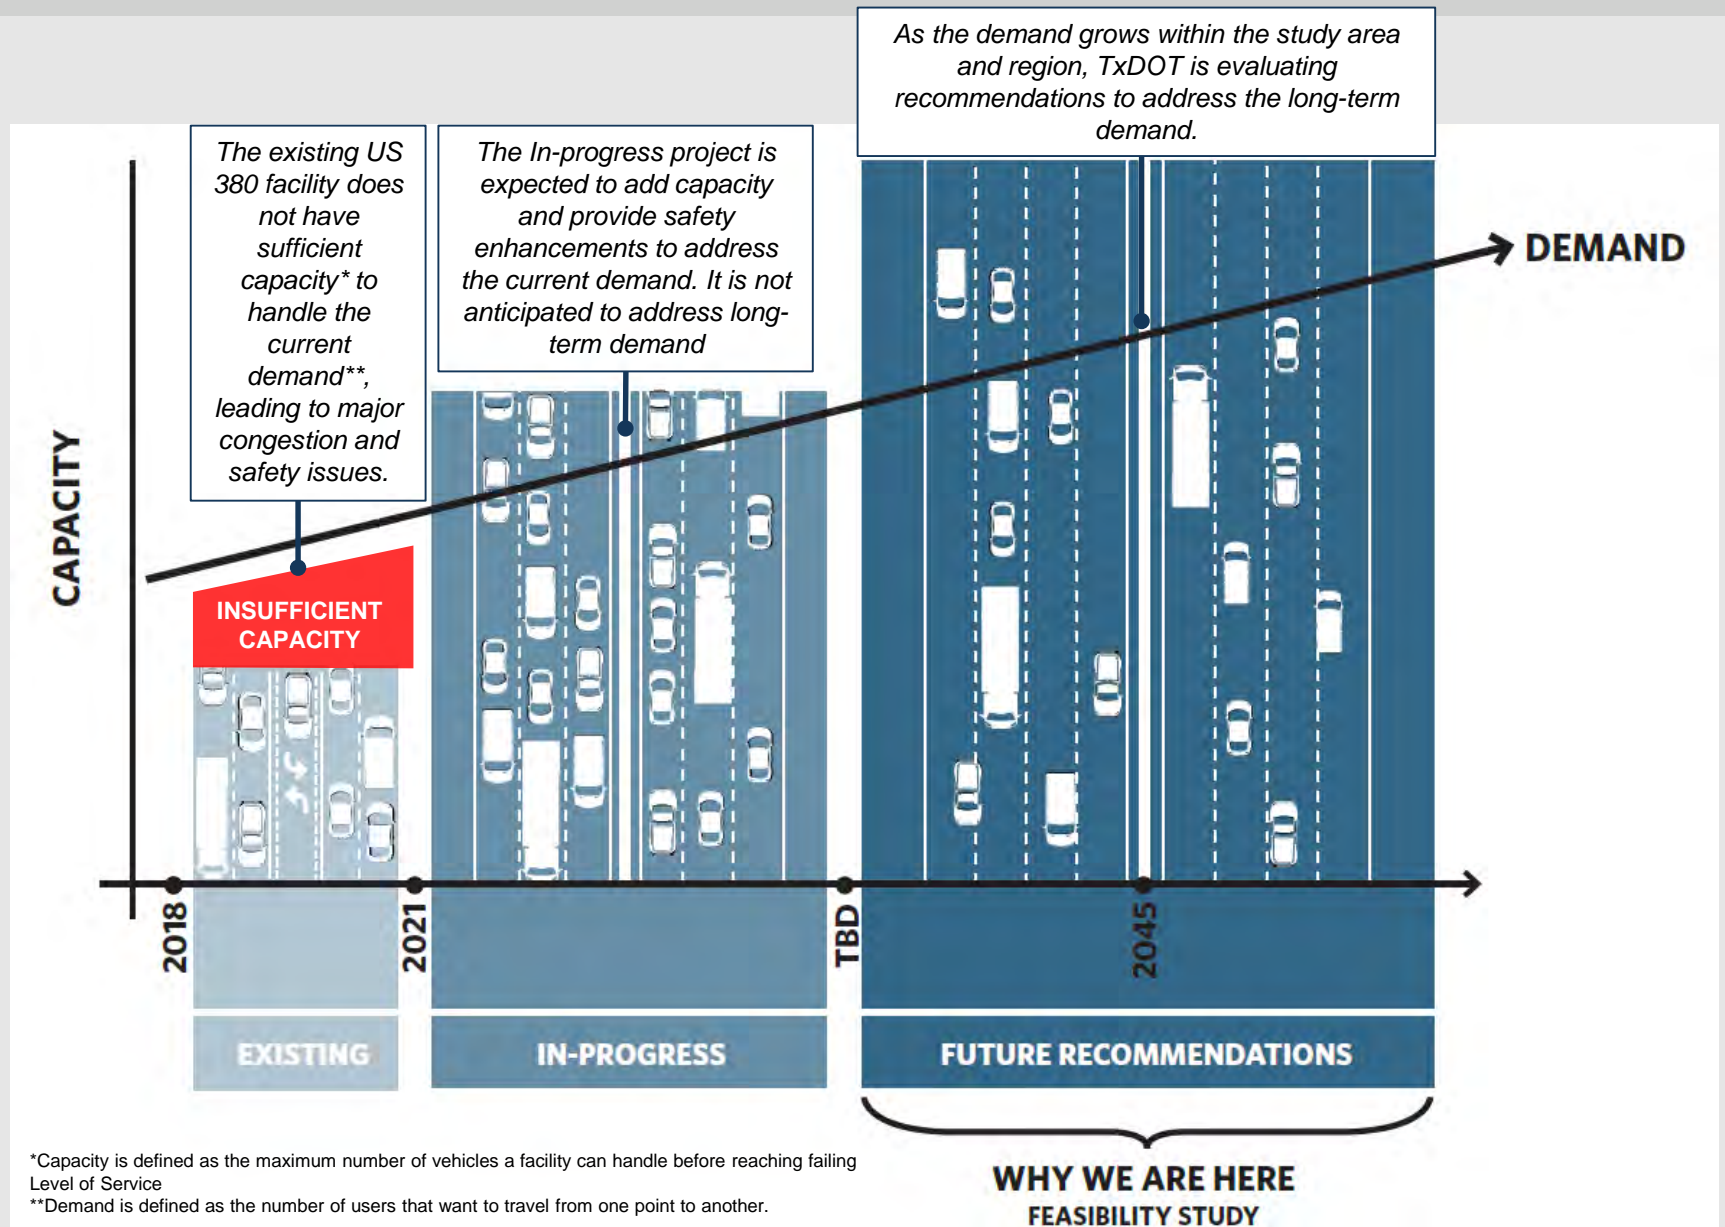 As the demand grows within the study area
and region, TxDOT is evaluating
recommendations to address the long-term
demand.
The existing US
380 facility does
not have
sufficient
capacity* to
handle the
current
demand**,
leading to major
congestion and
safety issues.
The In-progress project is
expected to add capacity
and provide safety
enhancements to address
the current demand. It is not
anticipated to address long-
term demand
DEMAND
CAPACITY
INSUFFICIENT
CAPACITY
2018
2021
TBD
2045
EXISTING
IN-PROGRESS
FUTURE RECOMMENDATIONS
*Capacity is defined as the maximum number of vehicles a facility can handle before reaching failing
Level of Service
**Demand is defined as the number of users that want to travel from one point to another.
WHY WE ARE HERE
FEASIBILITY STUDY